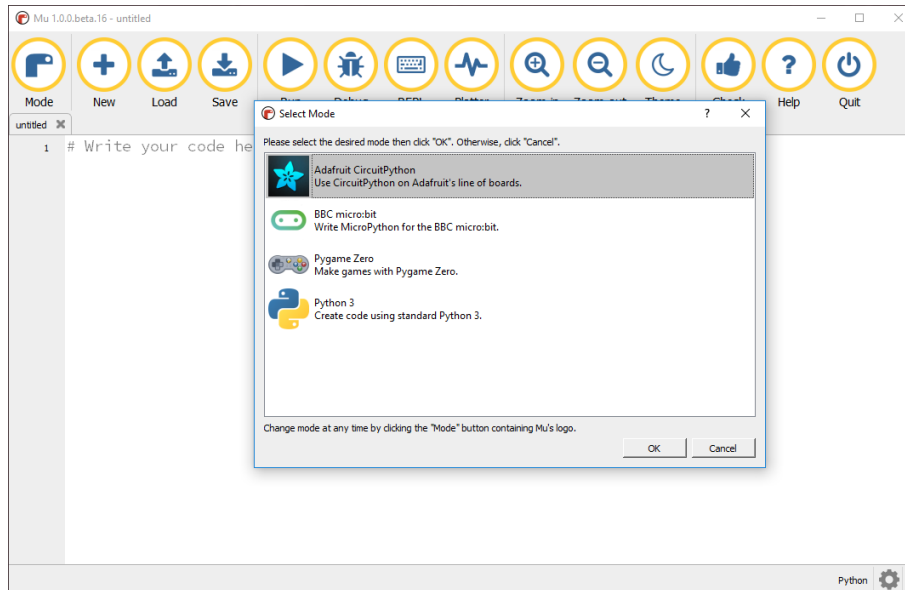 Mu 1.0.0.beta.16 - untitled
Mode New Load Save Help Quit
untitled
1 # Write your code he
Select Mode
Please select the desired mode then click "OK". Otherwise, click "Cancel".
Adafruit CircuitPython
Use CircuitPython on Adafruit's line of boards.
BBC micro:bit
Write MicroPython for the BBC micro:bit.
Pygame Zero
Make games with Pygame Zero.
Python 3
Create code using standard Python 3.
Change mode at any time by clicking the "Mode" button containing Mu's logo.
OK Cancel
Python